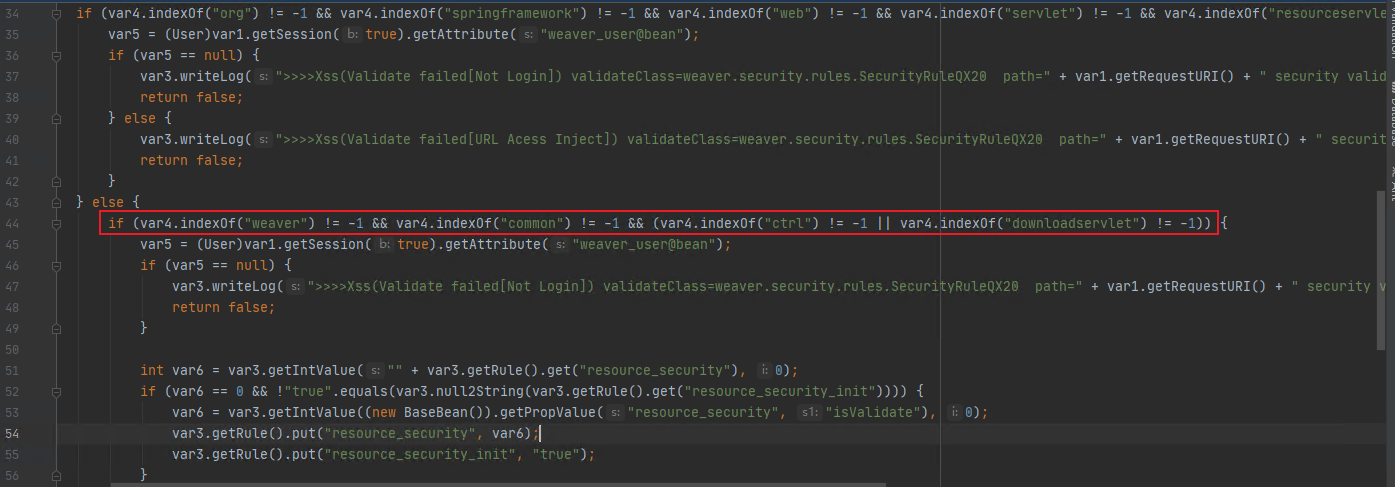 34 if (var4.indexOf("org") != -1 && var4.indexOf("springframework") != -1 && var4.indexOf("web") != -1 && var4.indexOf("servlet") != -1 && var4.indexOf("resourceservle
35 var5 = (User)var1.getSession( b: true).getAttribute( s: "weaver_user@bean");
36 if (var5 == null) {
37 var3.writeLog( s: ">>>>Xss(Validate failed[Not Login]) validateClass=weaver.security.rules.SecurityRuleQX20  path=" + var1.getRequestURI() + " security valid
38 return false;
39 } else {
40 var3.writeLog( s: ">>>>Xss(Validate failed[URL Acess Inject]) validateClass=weaver.security.rules.SecurityRuleQX20  path=" + var1.getRequestURI() + " securit
41 return false;
42 }
43 } else {
44 if (var4.indexOf("weaver") != -1 && var4.indexOf("common") != -1 && (var4.indexOf("ctrl") != -1 || var4.indexOf("downloadservlet") != -1)) {
45 var5 = (User)var1.getSession( b: true).getAttribute( s: "weaver_user@bean");
46 if (var5 == null) {
47 var3.writeLog( s: ">>>>Xss(Validate failed[Not Login]) validateClass=weaver.security.rules.SecurityRuleQX20  path=" + var1.getRequestURI() + " security v
48 return false;
49 }
50
51 int var6 = var3.getIntValue( s: "" + var3.getRule().get("resource_security"), i: 0);
52 if (var6 == 0 && !"true".equals(var3.null2String(var3.getRule().get("resource_security_init")))) {
53 var6 = var3.getIntValue((new BaseBean()).getPropValue( s: "resource_security", s1: "isValidate"), i: 0);
54 var3.getRule().put("resource_security", var6);
55 var3.getRule().put("resource_security_init", "true");
56 }